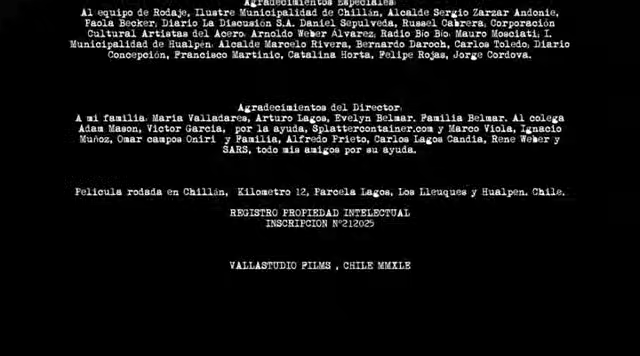 Agradecimientos Especiales:
Al equipo de Rodaje, Ilustre Municipalidad de Chillán, Alcalde Sergio Zarzar Andonie,
Paola Becker, Diario La Discusión S.A. Daniel Sepulveda, Russel Cabrera, Corporación
Cultural Artistas del Acero, Arnoldo Weber Álvarez, Radio Bio Bio, Mauro Mosciati, I.
Municipalidad de Hualpén. Alcalde Marcelo Rivera, Bernardo Daroch, Carlos Toledo, Diario
Concepción, Francisco Martinic, Catalina Horta, Felipe Rojas, Jorge Cordova.
Agradecimientos del Director:
A mi familia: Maria Valladares, Arturo Lagos, Evelyn Belmar. Familia Belmar. Al colega
Adam Mason, Victor Garcia, por la ayuda, Splattercontainer.com y Marco Viola, Ignacio
Muñoz, Omar campos Oniri y Familia, Alfredo Prieto, Carlos Lagos Candia, Rene Weber y
SARS, todo mis amigos por su ayuda.
Pelicula rodada en Chillán, Kilometro 12, Parcela Lagos, Los Lleuques y Hualpen. Chile.
REGISTRO PROPIEDAD INTELECTUAL
INSCRIPCION Nº212025
VALLASTUDIO FILMS , CHILE MMXLE